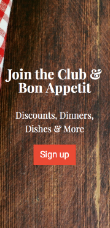 Join the Club &
Bon Appetit
Discounts, Dinners,
Dishes & More
Sign up